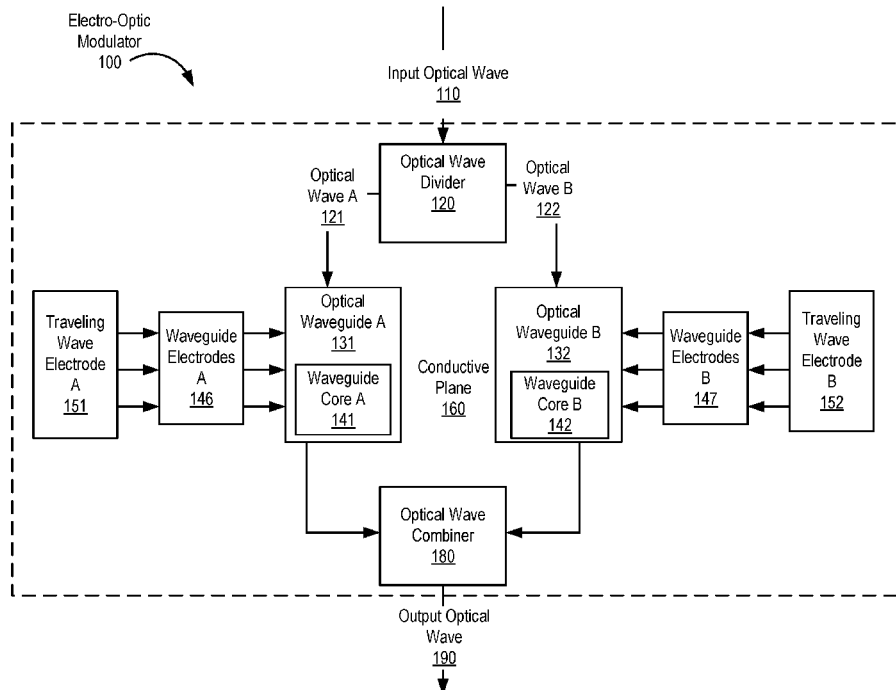 Electro-Optic
Modulator
100
Input Optical Wave
110
Optical Wave
Divider
120
Optical
Wave A
121
Optical
Wave B
122
Traveling
Wave
Electrode
A
151
Waveguide
Electrodes
A
146
Optical
Waveguide A
131
Waveguide
Core A
141
Conductive
Plane
160
Optical
Waveguide B
132
Waveguide
Core B
142
Waveguide
Electrodes
B
147
Traveling
Wave
Electrode
B
152
Optical Wave
Combiner
180
Output Optical
Wave
190